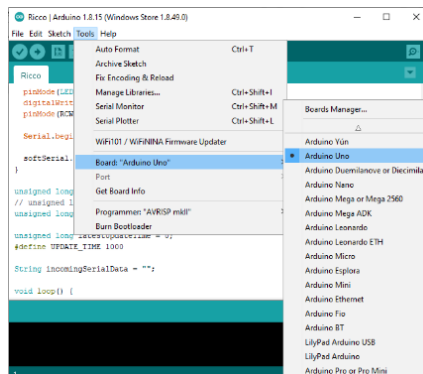 Ricco | Arduino 1.8.15 (Windows Store 1.8.49.0)
File Edit Sketch Tools Help
Ricco
pinMode(LED
digitalWrit
pinMode(RCW
Serial.begi
softSerial.
}
unsigned long
// unsigned l
unsigned long
unsigned long latestUpdateTime = 0;
#define UPDATE_TIME 1000
String incomingSerialData = "";
void loop() {
Auto Format Ctrl+T
Archive Sketch
Fix Encoding & Reload
Manage Libraries... Ctrl+Shift+I
Serial Monitor Ctrl+Shift+M
Serial Plotter Ctrl+Shift+L
WiFi101 / WiFiNINA Firmware Updater
Board: "Arduino Uno"
Port
Get Board Info
Programmer: "AVRISP mkII"
Burn Bootloader
Boards Manager...
Arduino Yún
Arduino Uno
Arduino Duemilanove or Diecimila
Arduino Nano
Arduino Mega or Mega 2560
Arduino Mega ADK
Arduino Leonardo
Arduino Leonardo ETH
Arduino Micro
Arduino Esplora
Arduino Mini
Arduino Ethernet
Arduino Fio
Arduino BT
LilyPad Arduino USB
LilyPad Arduino
Arduino Pro or Pro Mini